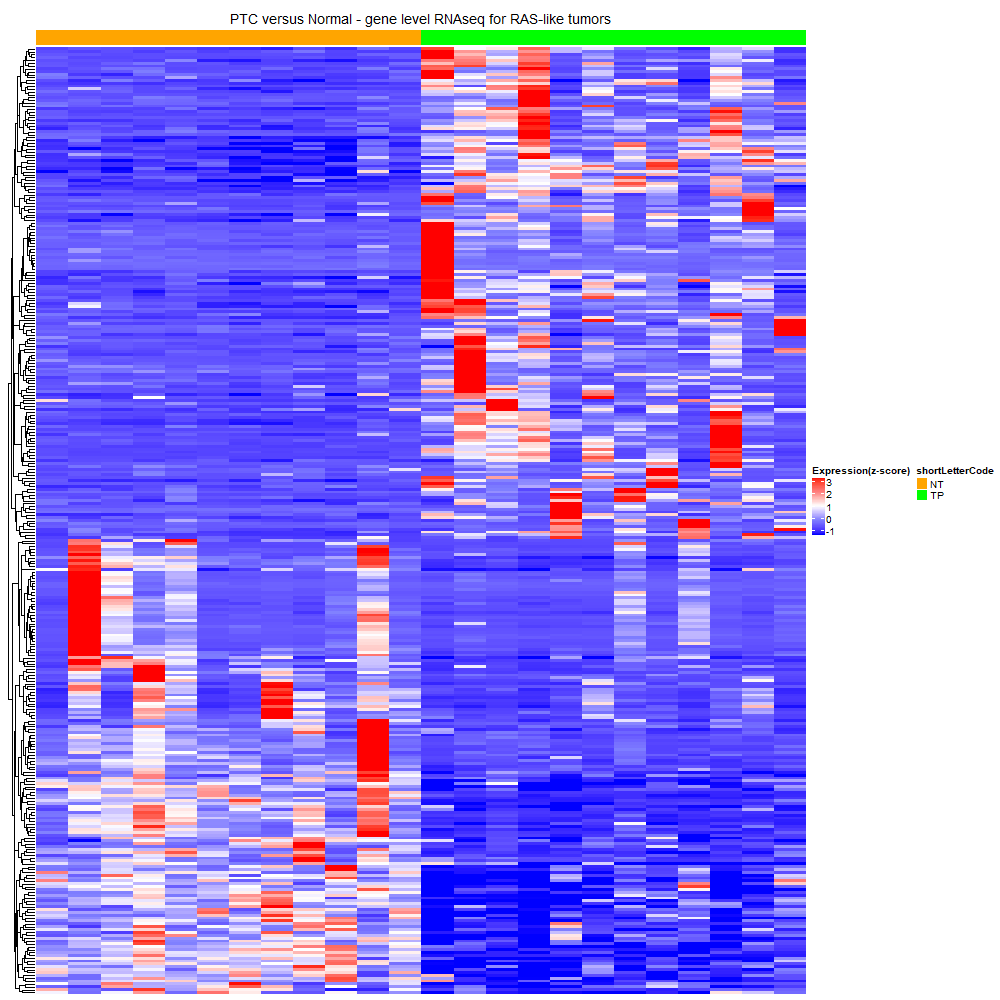 PTC versus Normal - gene level RNAseq for RAS-like tumors
Expression(z-score) shortLetterCode
3
2
1
0
-1
NT
TP